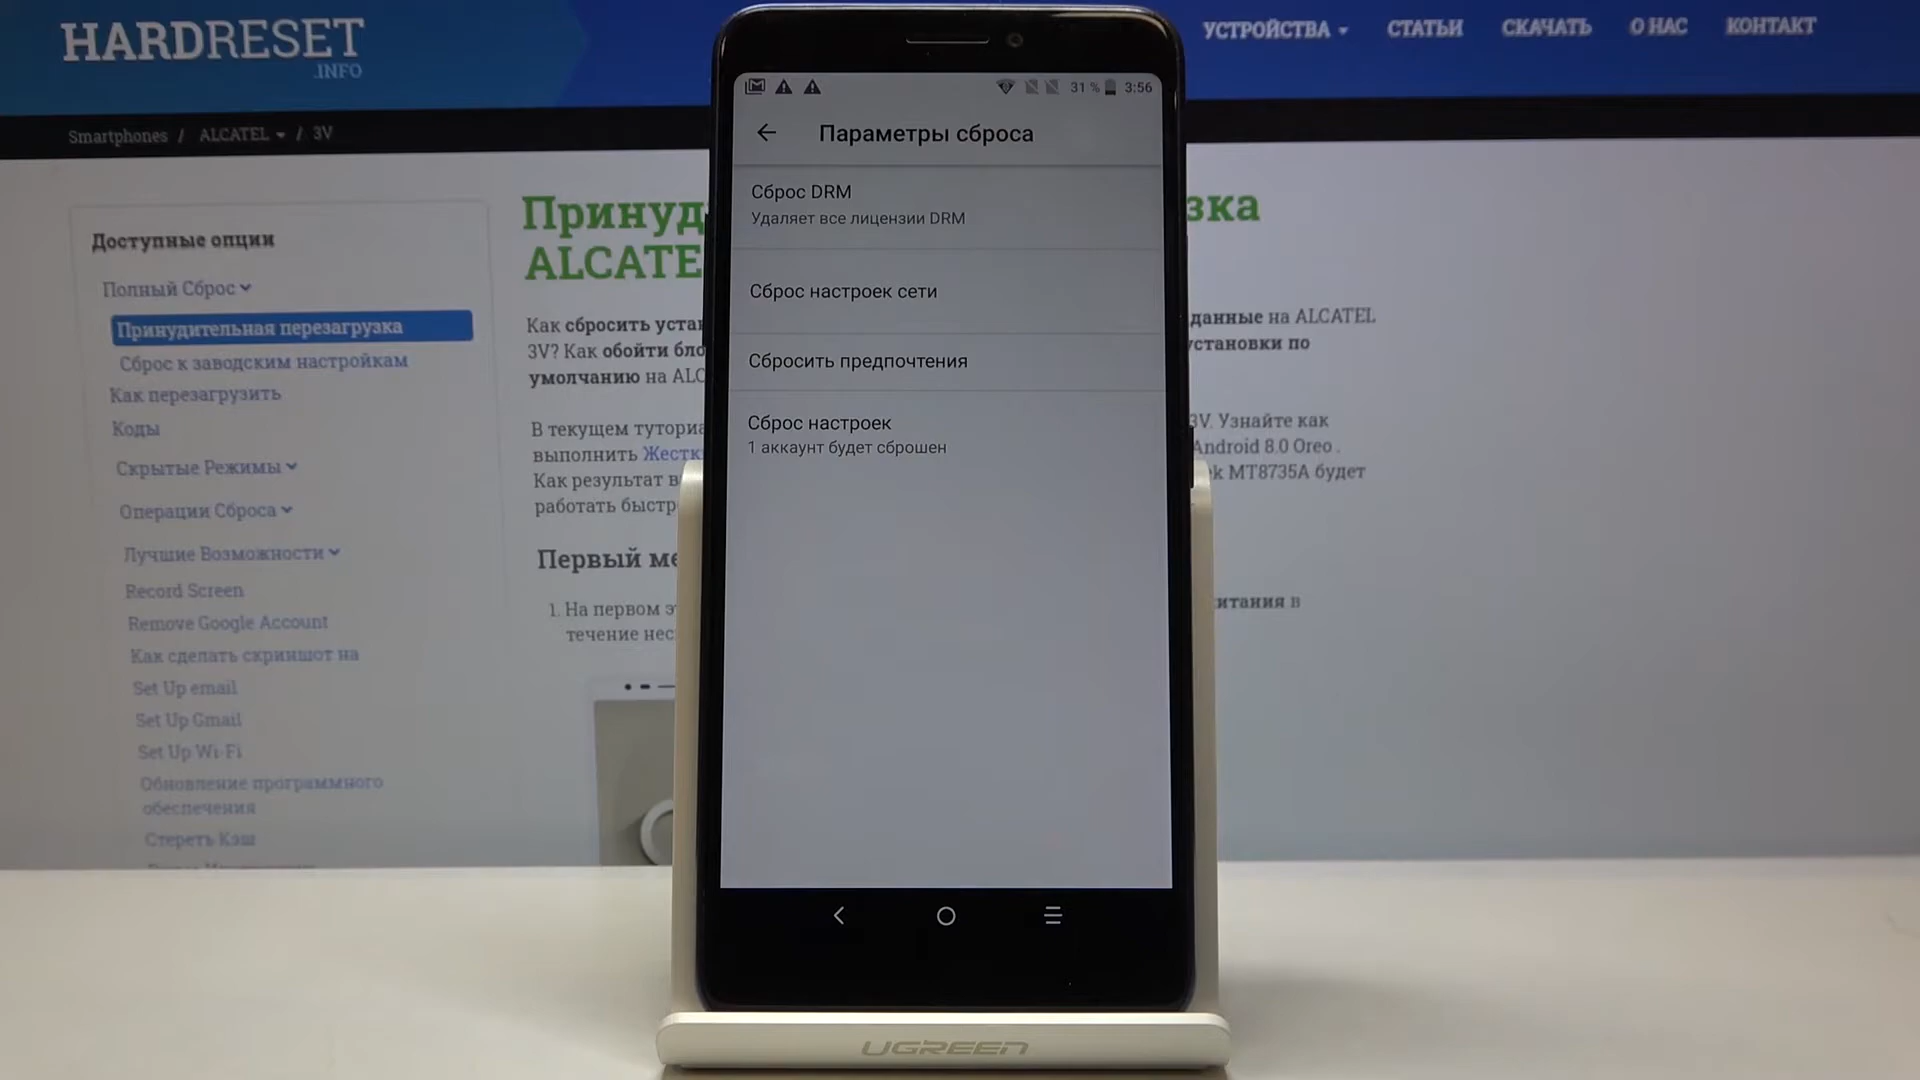 HARDRESET
.INFO
УСТРОЙСТВА
СТАТЬИ
СКАЧАТЬ
О НАС
КОНТАКТ
Smartphones / ALCATEL / 3V
Доступные опции
Полный Сброс
Принудительная перезагрузка
Сброс к заводским настройкам
Как перезагрузить
Коды
Скрытые Режимы
Операции Сброса
Лучшие Возможности
Record Screen
Remove Google Account
Как сделать скриншот на
Set Up email
Set Up Gmail
Set Up Wi-Fi
Обновление программного
обеспечения
Стереть Кэш
Принуд
зка
ALCATE
Как сбросить устан
данные на ALCATEL
3V? Как обойти бло
установки по
умолчанию на ALC
В текущем туториа
3V. Узнайте как
выполнить Жестк
Android 8.0 Oreo .
Как результат в
ek MT8735A будет
работать быстр
Первый ме
1. На первом э
итания в
течение нес
31 % 3:56
Параметры сброса
Сброс DRM
Удаляет все лицензии DRM
Сброс настроек сети
Сбросить предпочтения
Сброс настроек
1 аккаунт будет сброшен
UGREEN